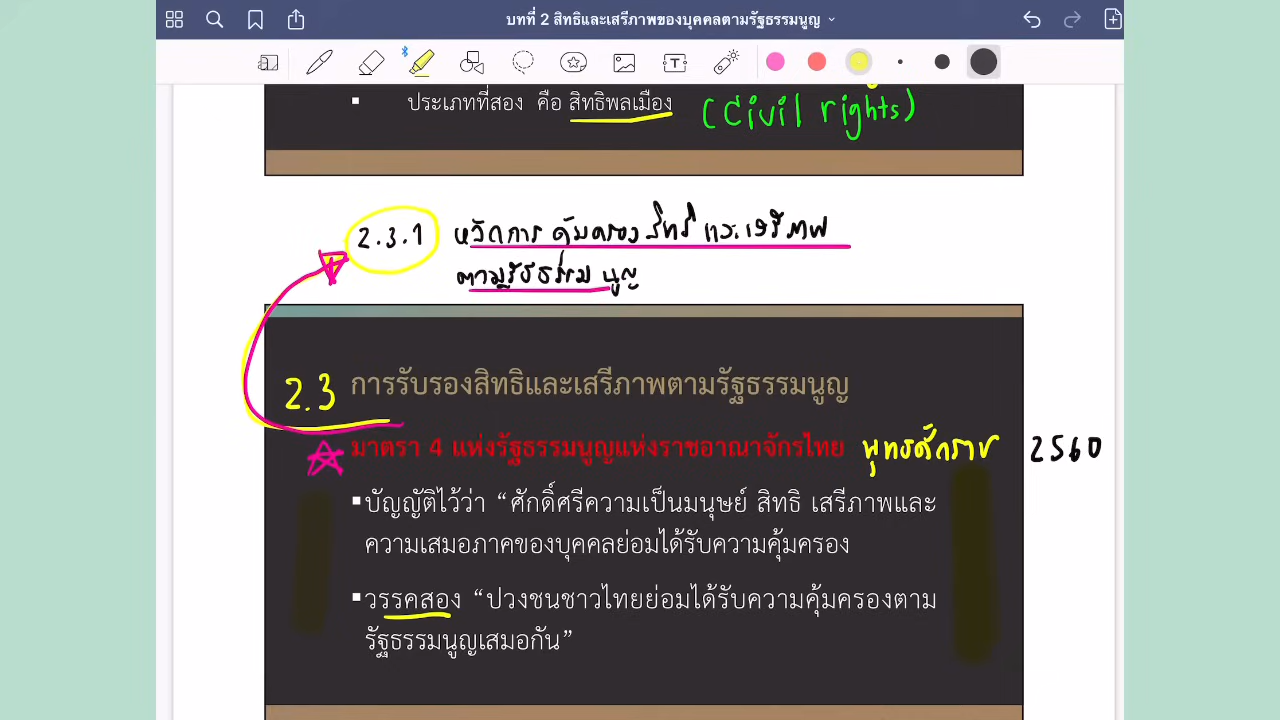 บทที่ 2 สิทธิและเสรีภาพของบุคคลตามรัฐธรรมนูญ
▪ ประเภทที่สอง คือ สิทธิพลเมือง (Civil rights)
2.3.1 หลักการคุ้มครองสิทธิและเสรีภาพ
ตามรัฐธรรมนูญ
2.3 การรับรองสิทธิและเสรีภาพตามรัฐธรรมนูญ
มาตรา 4 แห่งรัฐธรรมนูญแห่งราชอาณาจักรไทย พุทธศักราช 2560
▪บัญญัติไว้ว่า “ศักดิ์ศรีความเป็นมนุษย์ สิทธิ เสรีภาพและ
ความเสมอภาคของบุคคลย่อมได้รับความคุ้มครอง
▪วรรคสอง “ปวงชนชาวไทยย่อมได้รับความคุ้มครองตาม
รัฐธรรมนูญเสมอกัน”